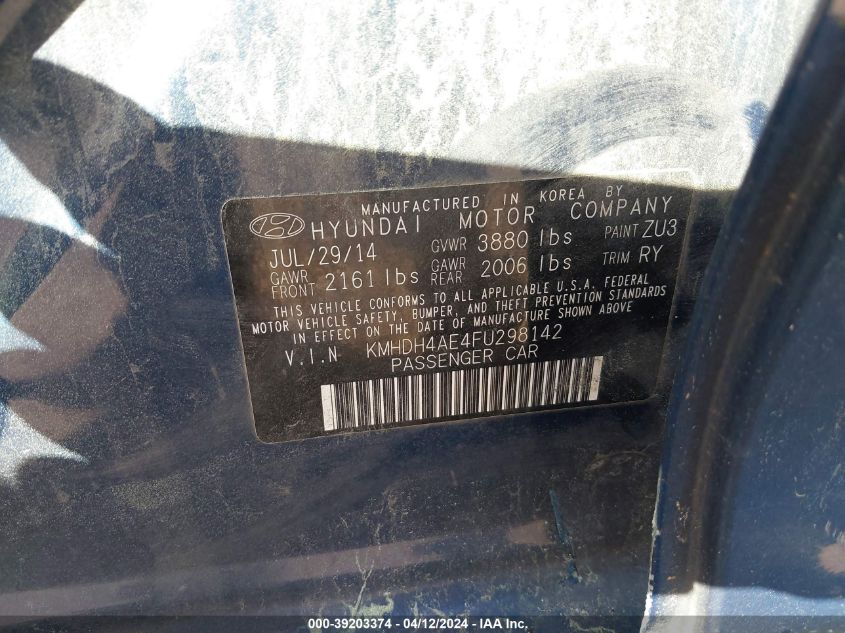 MANUFACTURED IN KOREA BY
HYUNDAI MOTOR COMPANY
JUL/29/14 GVWR 3880 lbs PAINT ZU3
GAWR FRONT 2161 lbs GAWR REAR 2006 lbs TRIM RY
THIS VEHICLE CONFORMS TO ALL APPLICABLE U.S.A. FEDERAL
MOTOR VEHICLE SAFETY, BUMPER, AND THEFT PREVENTION STANDARDS
IN EFFECT ON THE DATE OF MANUFACTURE SHOWN ABOVE
V.I.N KMHDH4AE4FU298142
PASSENGER CAR
000-39203374 - 04/12/2024 - www.iaai.com